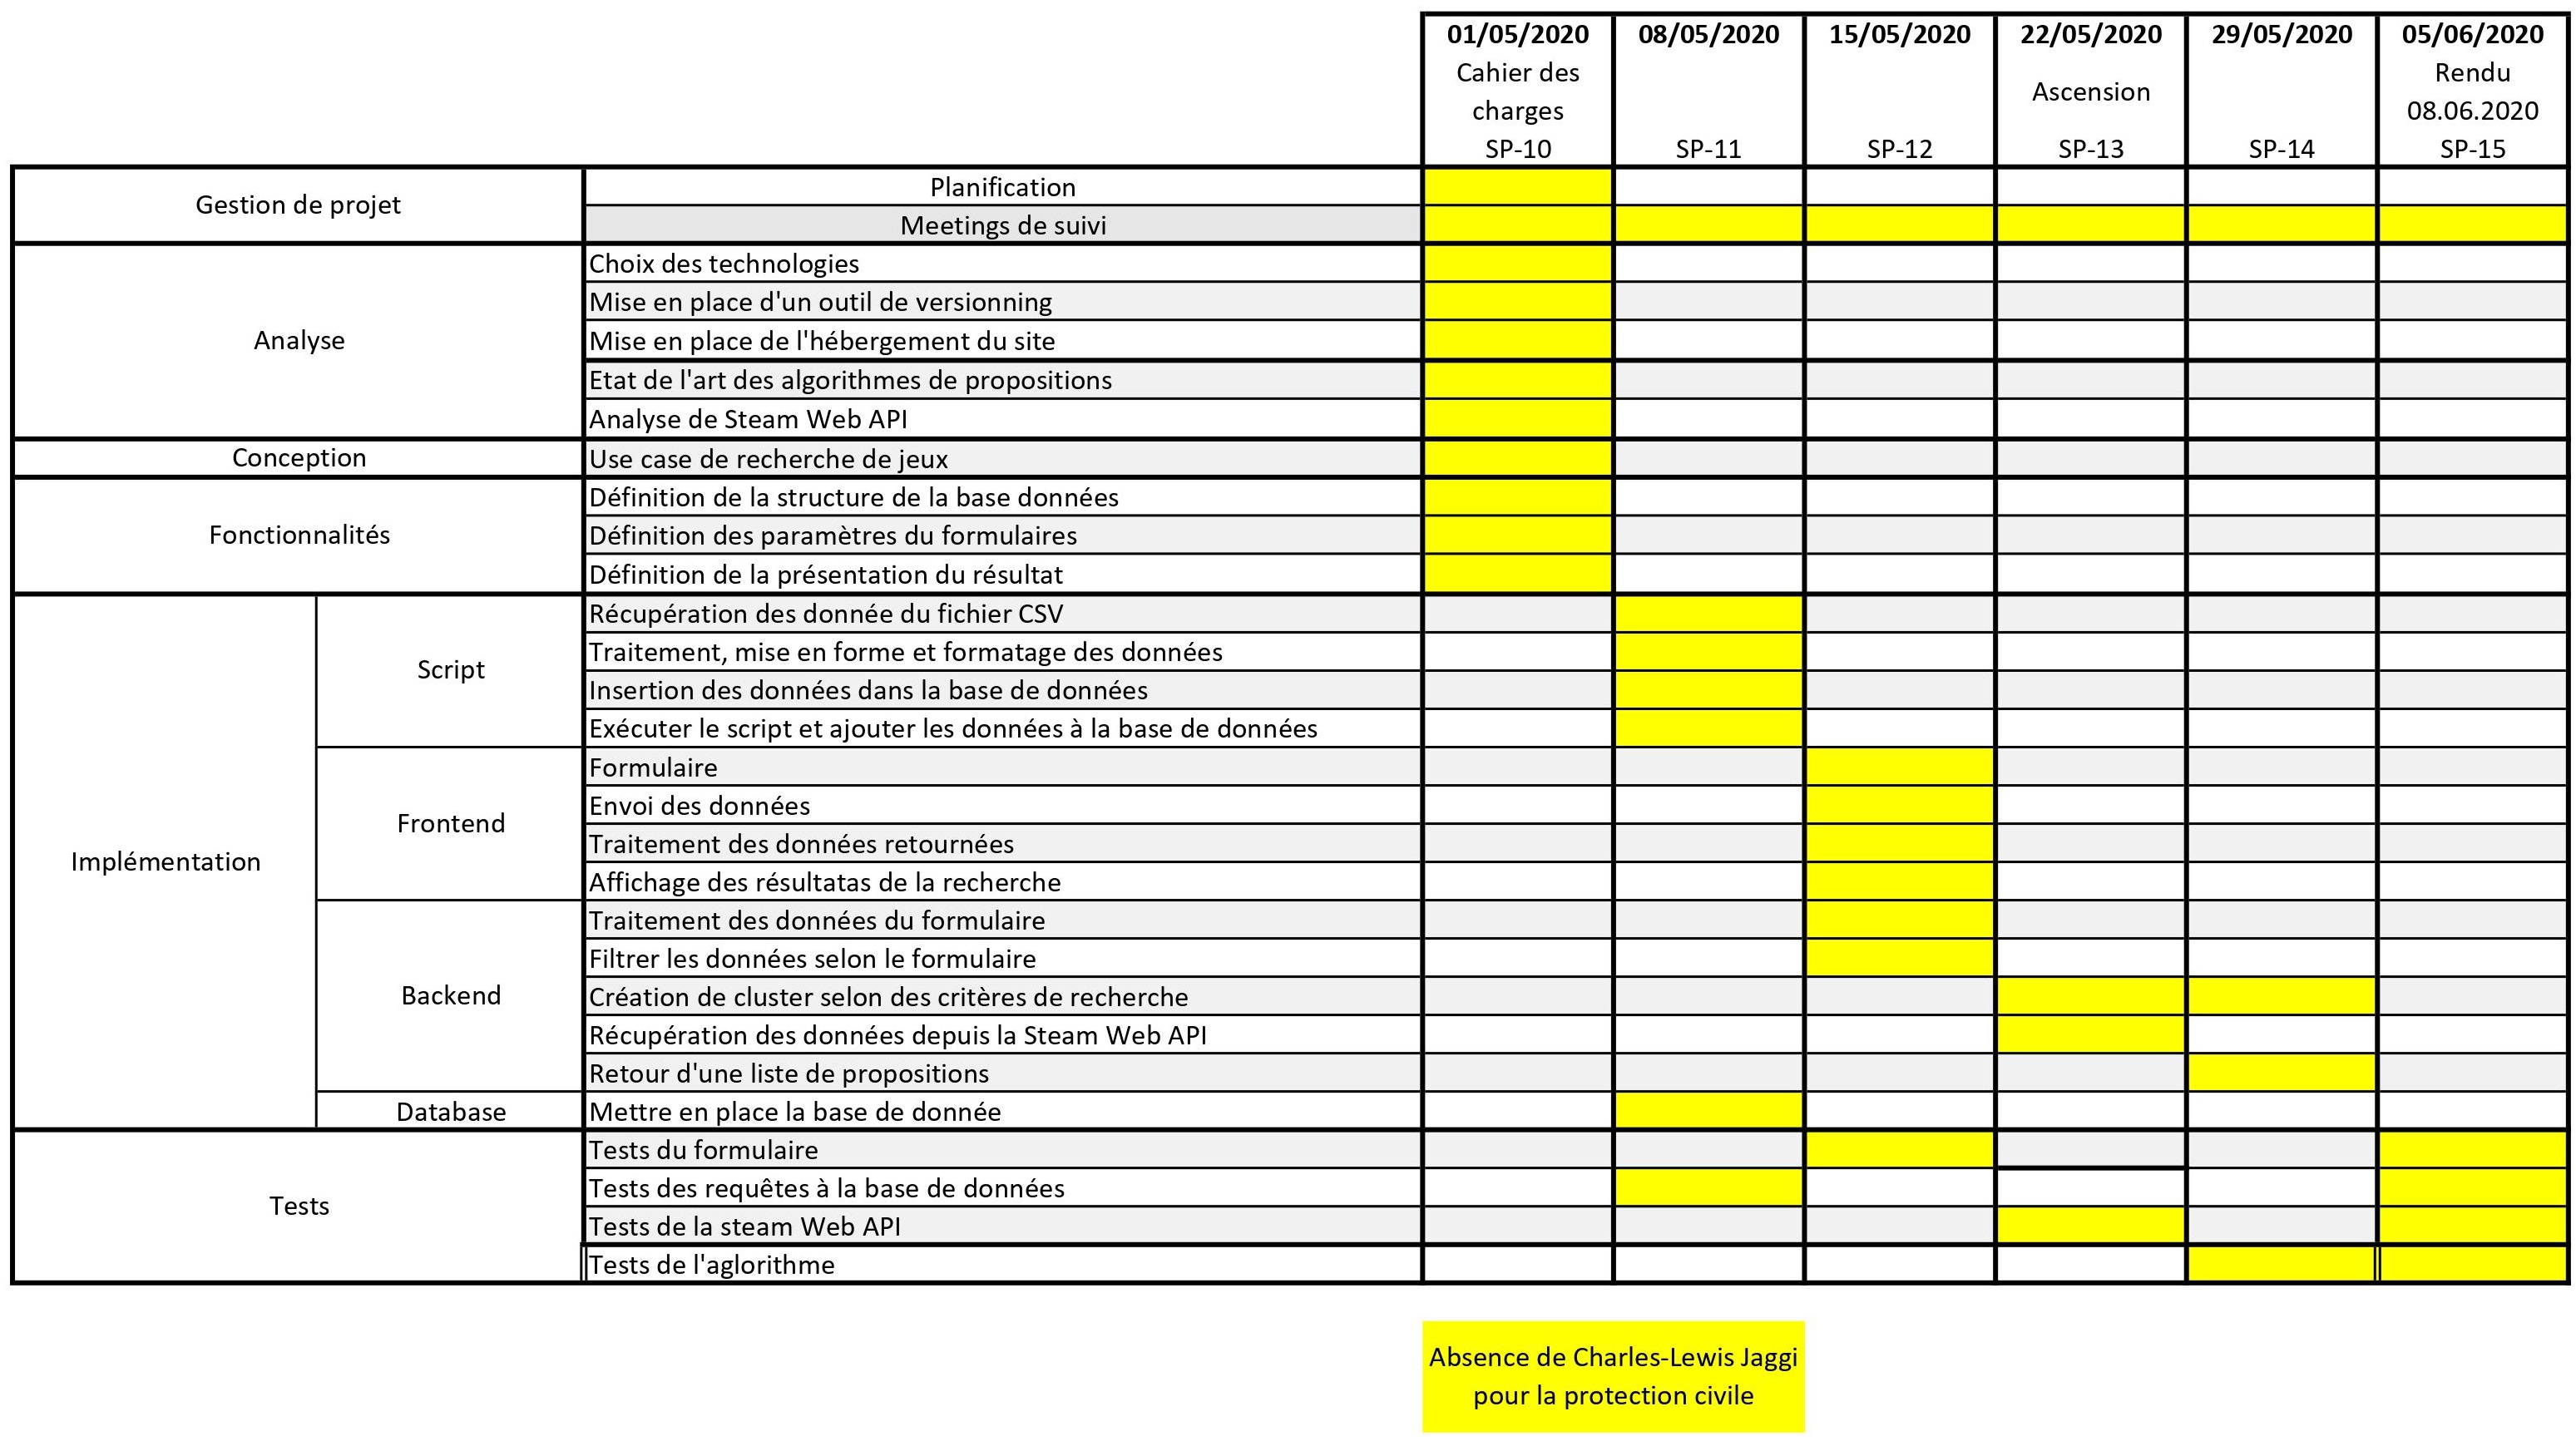 01/05/2020 08/05/2020 15/05/2020 22/05/2020 29/05/2020 05/06/2020
Cahier des charges Ascension Rendu 08.06.2020
SP-10 SP-11 SP-12 SP-13 SP-14 SP-15
Gestion de projet
Planification
Meetings de suivi
Analyse
Choix des technologies
Mise en place d'un outil de versionning
Mise en place de l'hébergement du site
Etat de l'art des algorithmes de propositions
Analyse de Steam Web API
Conception
Use case de recherche de jeux
Fonctionnalités
Définition de la structure de la base données
Définition des paramètres du formulaires
Définition de la présentation du résultat
Implémentation
Script
Récupération des donnée du fichier CSV
Traitement, mise en forme et formatage des données
Insertion des données dans la base de données
Exécuter le script et ajouter les données à la base de données
Frontend
Formulaire
Envoi des données
Traitement des données retournées
Affichage des résultatas de la recherche
Backend
Traitement des données du formulaire
Filtrer les données selon le formulaire
Création de cluster selon des critères de recherche
Récupération des données depuis la Steam Web API
Retour d'une liste de propositions
Database
Mettre en place la base de donnée
Tests
Tests du formulaire
Tests des requêtes à la base de données
Tests de la steam Web API
Tests de l'aglorithme
Absence de Charles-Lewis Jaggi
pour la protection civile